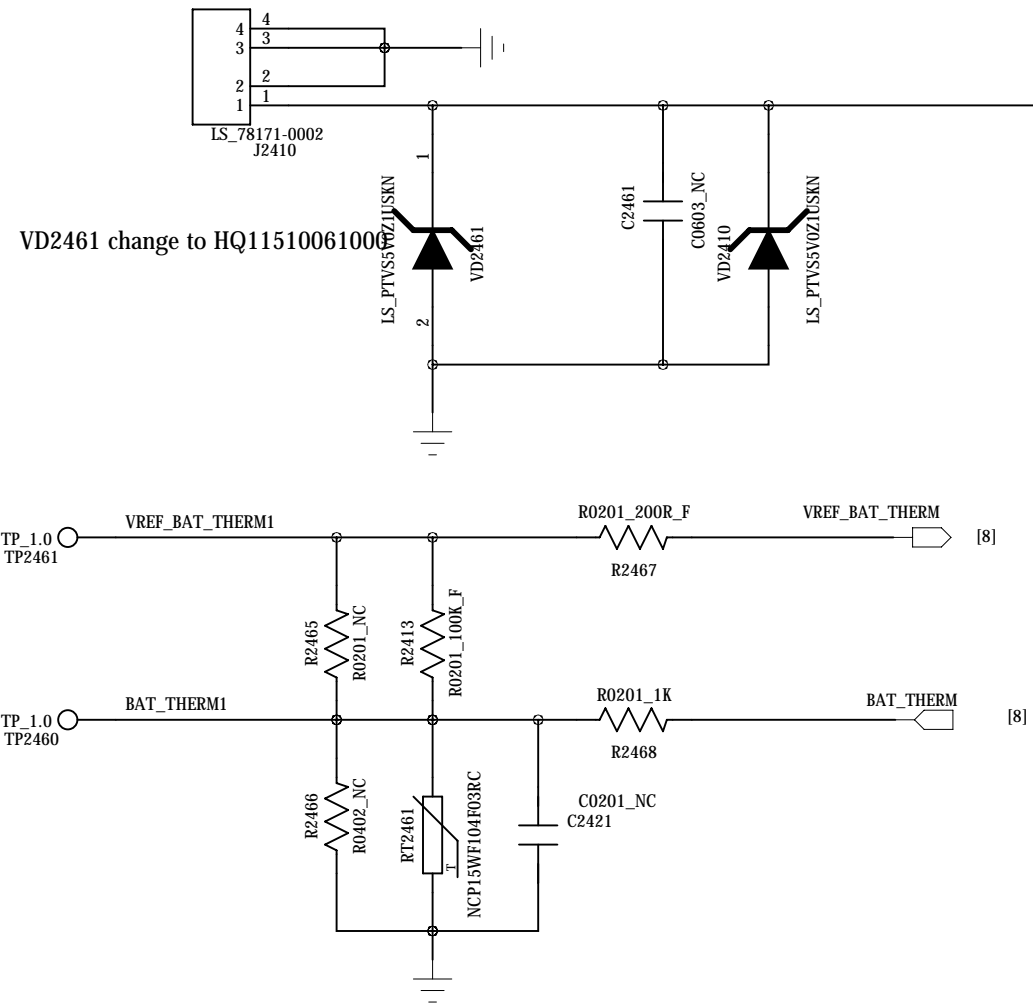 4
4
3
3
2
2
1
1
LS_78171-0002
J2410
1
2
LS_PTVS5V0Z1USKN
VD2461
C2461
C0603_NC
VD2410
LS_PTVS5V0Z1USKN
VD2461 change to HQ11510061000
VREF_BAT_THERM1
R0201_200R_F
VREF_BAT_THERM
TP_1.0
TP2461
[8]
R2467
R2465
R0201_NC
R2413
R0201_100K_F
BAT_THERM1
R0201_1K
BAT_THERM
TP_1.0
TP2460
[8]
R2468
R2466
R0402_NC
RT2461
T
NCP15WF104F03RC
C0201_NC
C2421